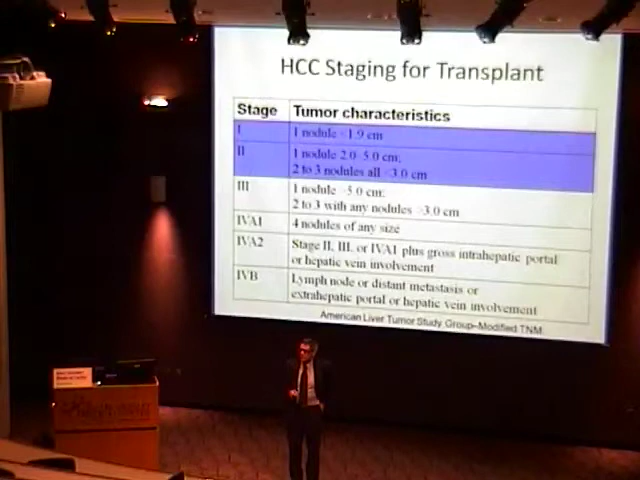 HCC Staging for Transplant
Stage Tumor characteristics
I 1 nodule 1.9 cm
II 1 nodule 2.0 5.0 cm;
2 to 3 nodules all 3.0 cm
III 1 nodule 5.0 cm;
2 to 3 with any nodules 3.0 cm
IVA1 4 nodules of any size
IVA2 Stage II, III, or IVA1 plus gross intrahepatic portal
or hepatic vein involvement
IVB Lymph node or distant metastasis or
extrahepatic portal or hepatic vein involvement
American Liver Tumor Study Group–Modified TNM